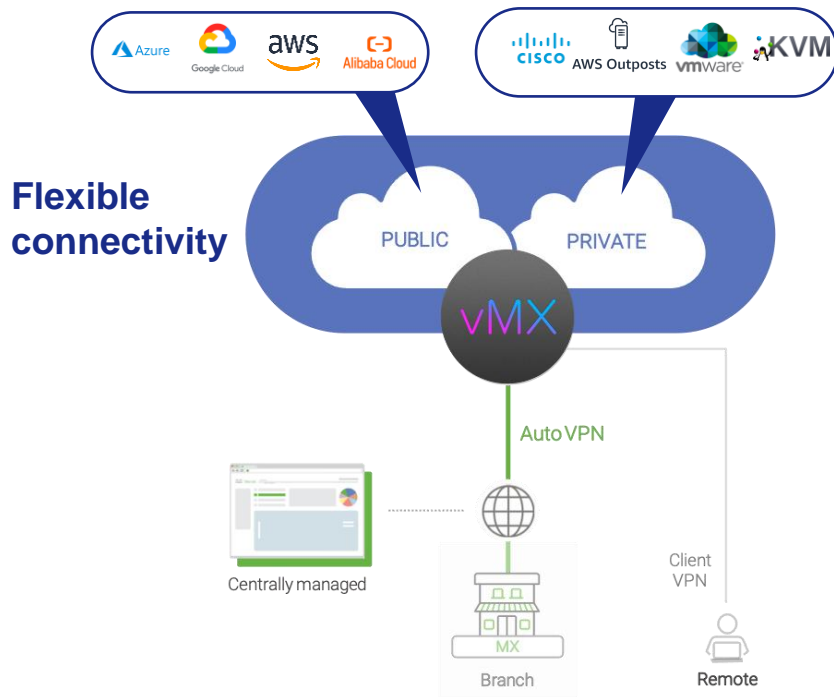 Azure
Google Cloud
aws
Alibaba Cloud
CISCO
AWS Outposts
vmware
KVM
Flexible
connectivity
PUBLIC
PRIVATE
vMX
Auto VPN
Centrally managed
Client
VPN
MX
Branch
Remote